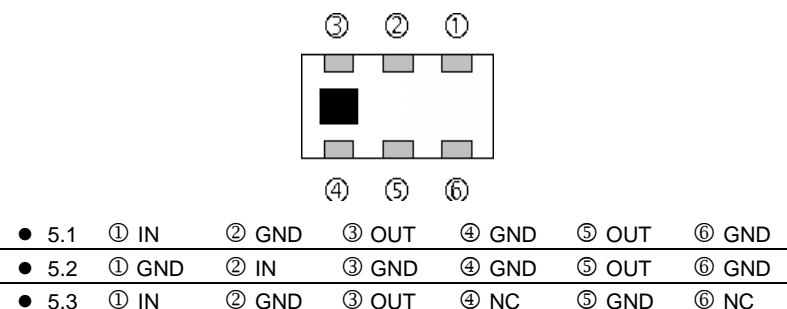 ③ ② ①
④ ⑤ ⑥
● 5.1 ① IN ② GND ③ OUT ④ GND ⑤ OUT ⑥ GND
● 5.2 ① GND ② IN ③ GND ④ GND ⑤ OUT ⑥ GND
● 5.3 ① IN ② GND ③ OUT ④ NC ⑤ GND ⑥ NC